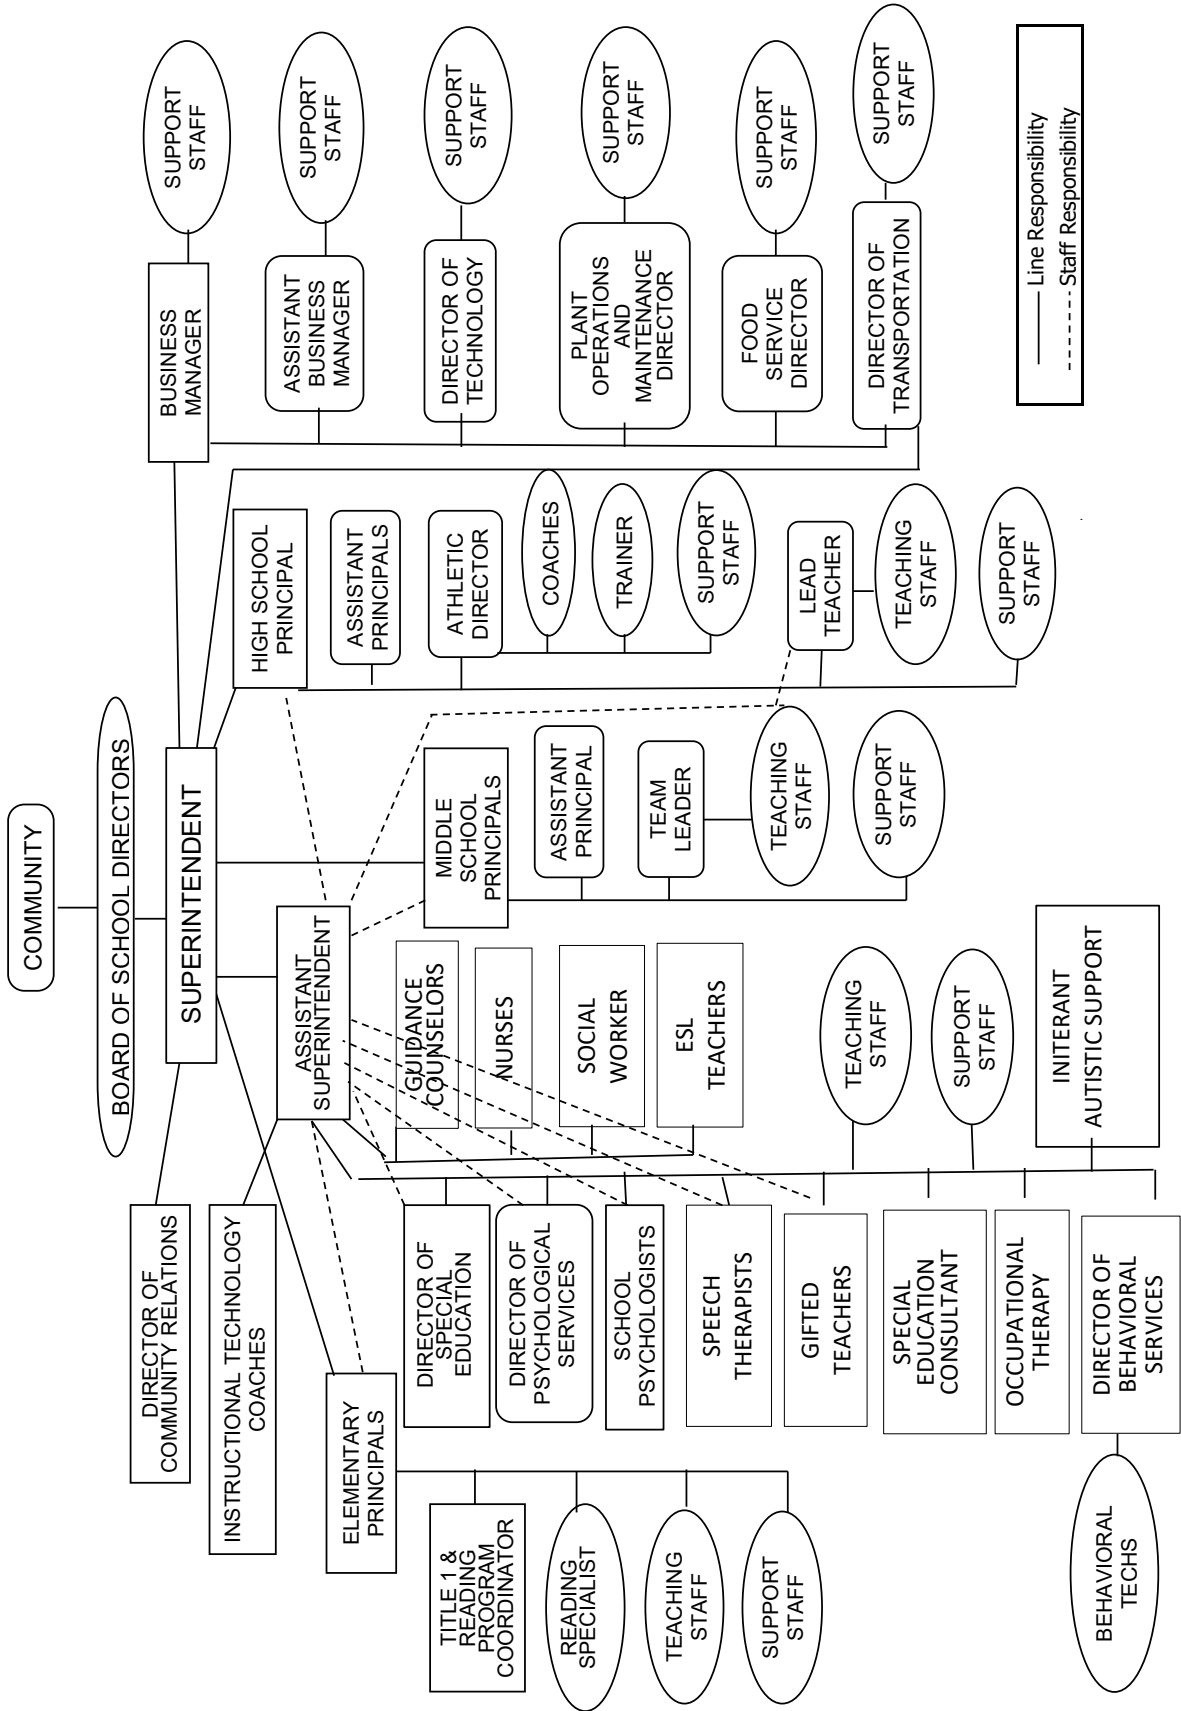 COMMUNITY
BOARD OF SCHOOL DIRECTORS
SUPERINTENDENT
DIRECTOR OF
COMMUNITY RELATIONS
INSTRUCTIONAL TECHNOLOGY
COACHES
ASSISTANT
SUPERINTENDENT
BUSINESS
MANAGER
SUPPORT
STAFF
ASSISTANT
BUSINESS
MANAGER
SUPPORT
STAFF
DIRECTOR OF
TECHNOLOGY
SUPPORT
STAFF
PLANT
OPERATIONS
AND
MAINTENANCE
DIRECTOR
SUPPORT
STAFF
FOOD
SERVICE
DIRECTOR
SUPPORT
STAFF
DIRECTOR OF
TRANSPORTATION
SUPPORT
STAFF
HIGH SCHOOL
PRINCIPAL
ASSISTANT
PRINCIPALS
ATHLETIC
DIRECTOR
COACHES
TRAINER
SUPPORT
STAFF
LEAD
TEACHER
TEACHING
STAFF
SUPPORT
STAFF
MIDDLE
SCHOOL
PRINCIPALS
ASSISTANT
PRINCIPAL
TEAM
LEADER
TEACHING
STAFF
SUPPORT
STAFF
GUIDANCE
COUNSELORS
NURSES
SOCIAL
WORKER
ESL
TEACHERS
TEACHING
STAFF
SUPPORT
STAFF
INITERANT
AUTISTIC SUPPORT
ELEMENTARY
PRINCIPALS
TITLE 1 &
READING
PROGRAM
COORDINATOR
READING
SPECIALIST
TEACHING
STAFF
SUPPORT
STAFF
DIRECTOR OF
SPECIAL
EDUCATION
DIRECTOR OF
PSYCHOLOGICAL
SERVICES
SCHOOL
PSYCHOLOGISTS
SPEECH
THERAPISTS
GIFTED
TEACHERS
SPECIAL
EDUCATION
CONSULTANT
OCCUPATIONAL
THERAPY
DIRECTOR OF
BEHAVIORAL
SERVICES
BEHAVIORAL
TECHS
Line Responsibility
Staff Responsibility